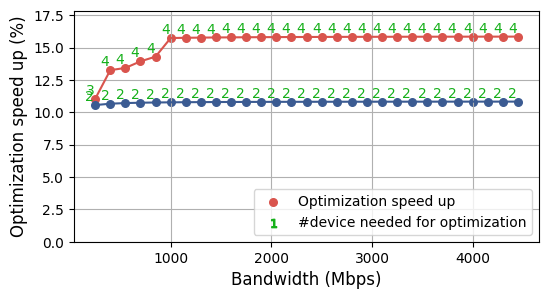 17.5
15.0
12.5
10.0
7.5
5.0
2.5
0.0
Optimization speed up (%)
3 4 4 4 4 4 4 4 4 4 4 4 4 4 4 4 4 4 4 4 4 4 4 4 4 4 4 4 4
2 2 2 2 2 2 2 2 2 2 2 2 2 2 2 2 2 2 2 2 2 2 2 2 2 2 2 2 2
Optimization speed up
1 #device needed for optimization
1000 2000 3000 4000
Bandwidth (Mbps)